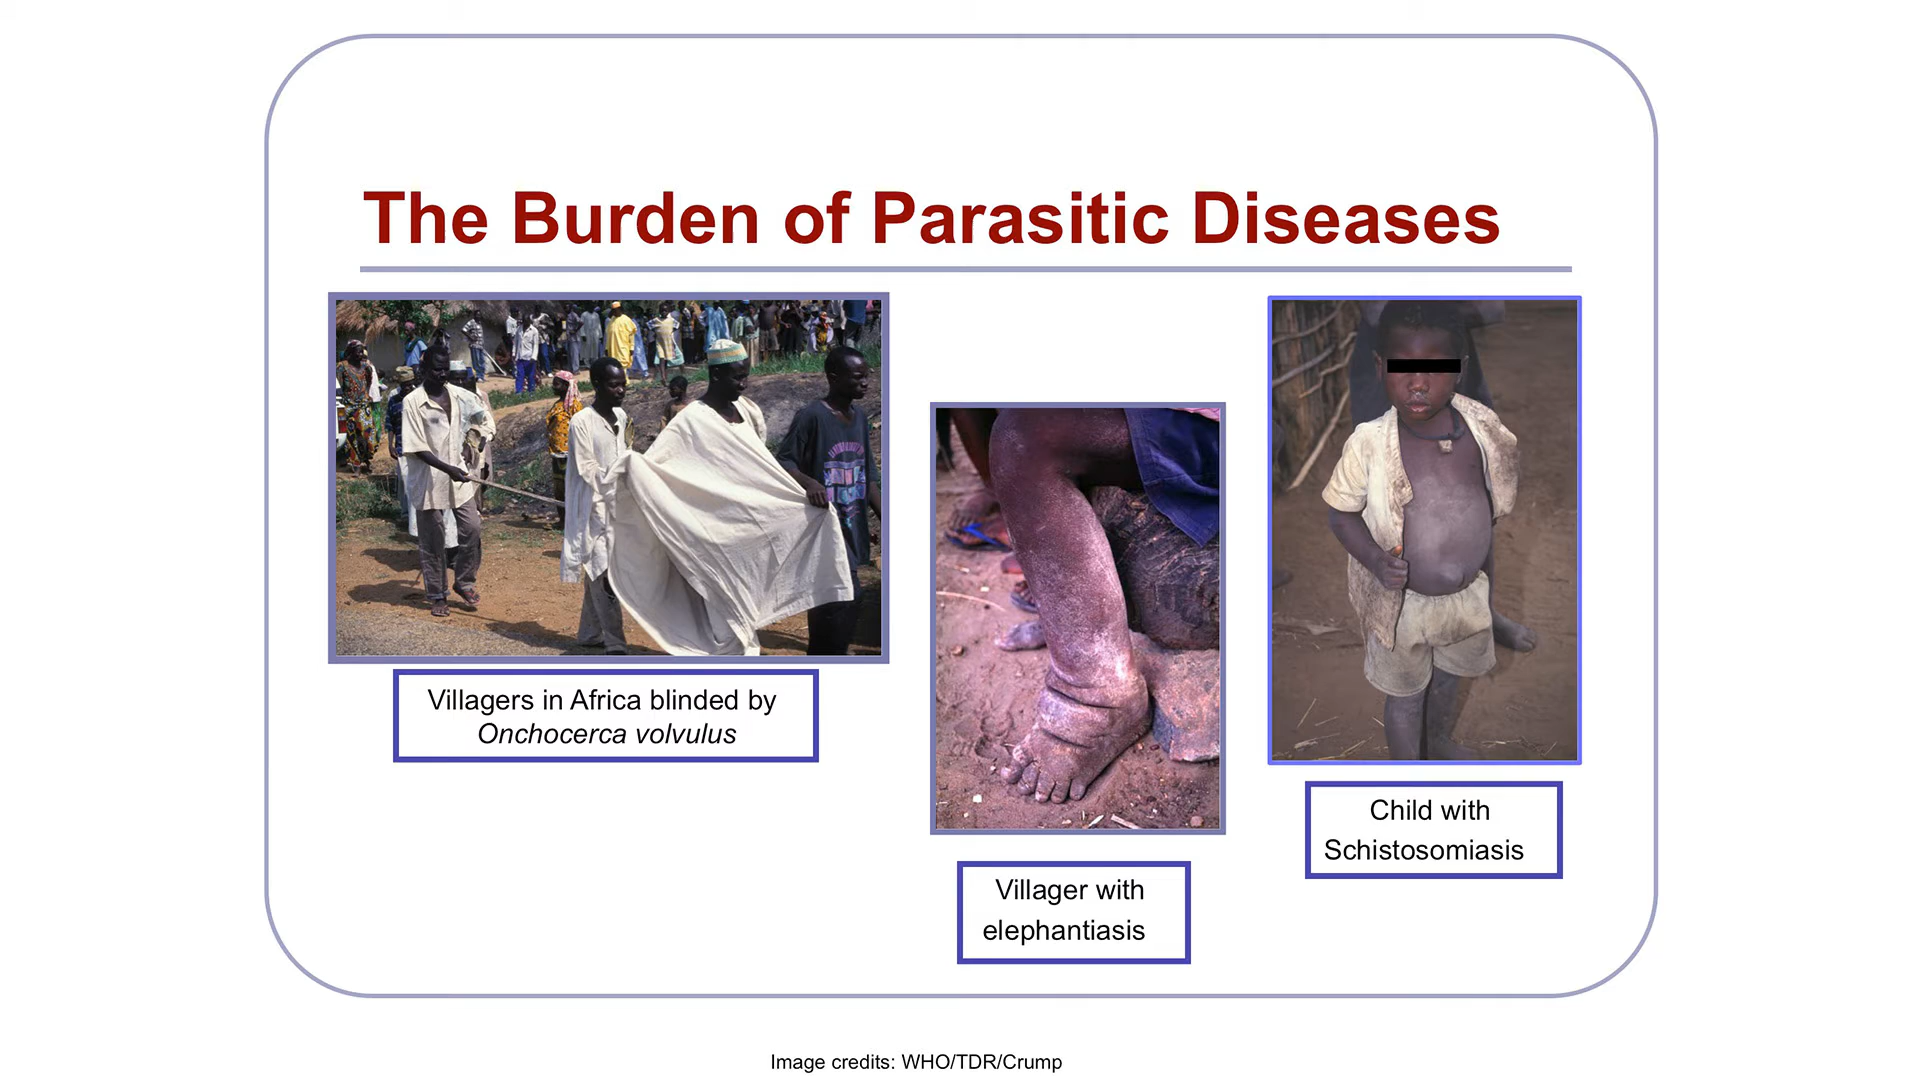 The Burden of Parasitic Diseases
Villagers in Africa blinded by
Onchocerca volvulus
Villager with
elephantiasis
Child with
Schistosomiasis
Image credits: WHO/TDR/Crump